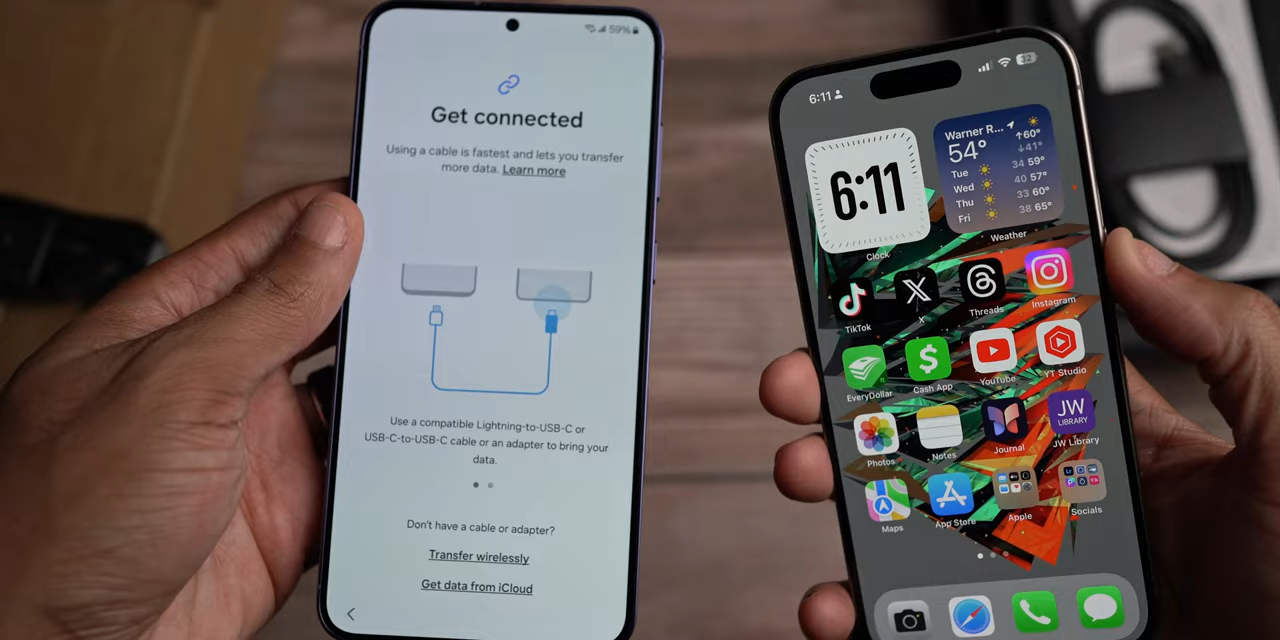 59%
Get connected
Using a cable is fastest and lets you transfer
more data. Learn more
Use a compatible Lightning-to-USB-C or
USB-C-to-USB-C cable or an adapter to bring your
data.
Don't have a cable or adapter?
Transfer wirelessly
Get data from iCloud
6:11
32
6:11
Clock
Warner R...
54°
↑60°
↓41°
Tue 34 59°
Wed 40 57°
Thu 33 60°
Fri 38 65°
Weather
TikTok
X
Threads
Instagram
EveryDollar
Cash App
YouTube
YT Studio
JW
LIBRARY
Photos
Notes
Journal
JW Library
Maps
App Store
Apple
Socials